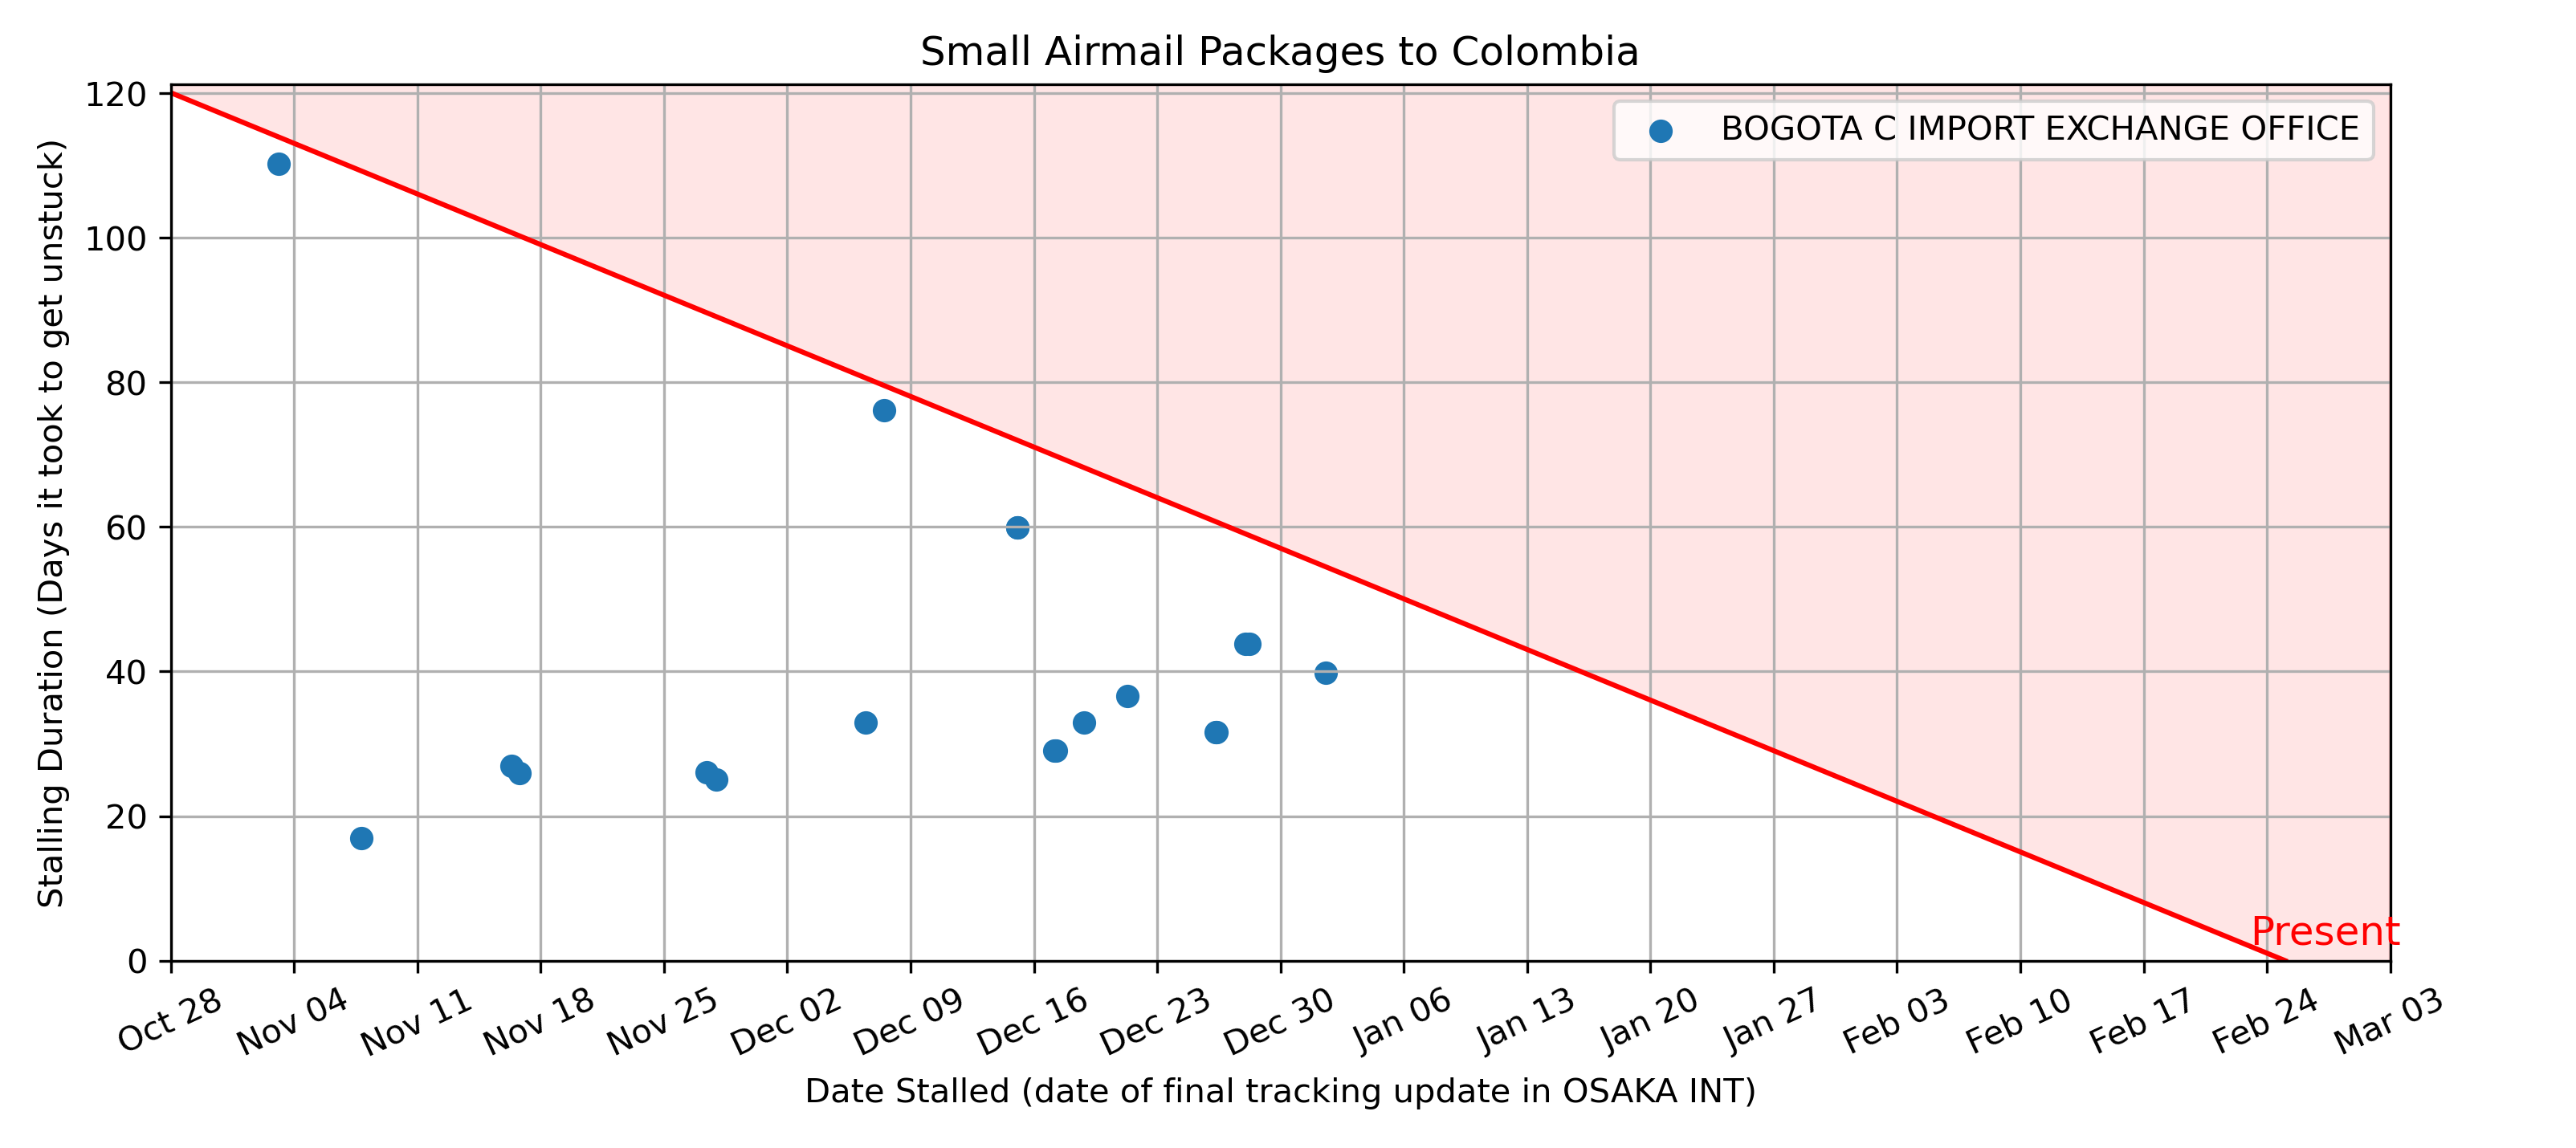 Small Airmail Packages to Colombia
BOGOTA C IMPORT EXCHANGE OFFICE
Stalling Duration (Days it took to get unstuck)
120
100
80
60
40
20
0
Present
Oct 28
Nov 04
Nov 11
Nov 18
Nov 25
Dec 02
Dec 09
Dec 16
Dec 23
Dec 30
Jan 06
Jan 13
Jan 20
Jan 27
Feb 03
Feb 10
Feb 17
Feb 24
Mar 03
Date Stalled (date of final tracking update in OSAKA INT)